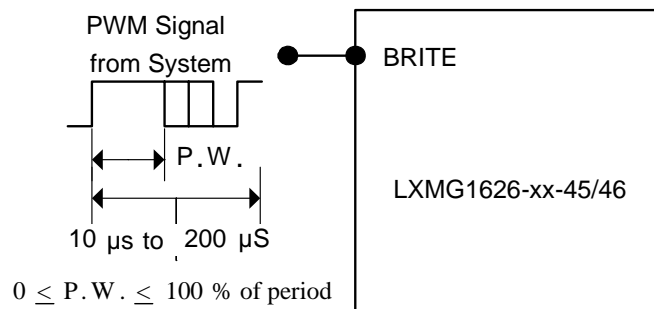 PWM Signal
from System
BRITE
P.W.
LXMG1626-xx-45/46
10 µs to 200 µS
0 ≤ P.W. ≤ 100 % of period